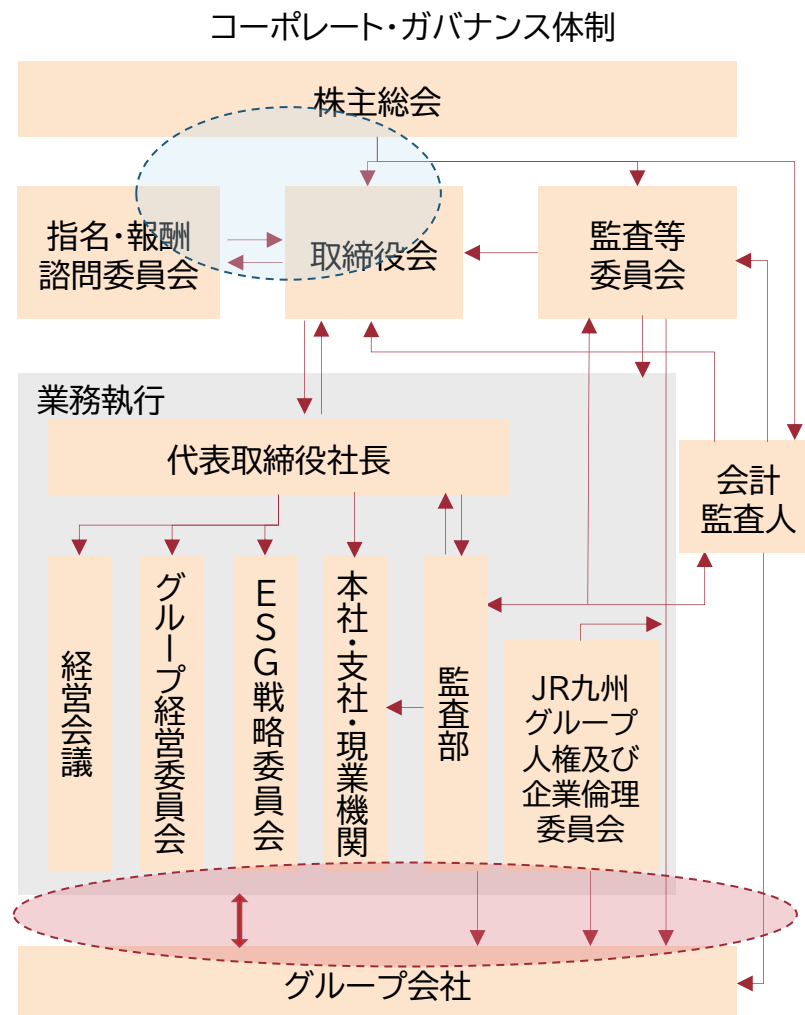 コーポレート・ガバナンス体制
株主総会
指名・報酬
諮問委員会
取締役会
監査等
委員会
業務執行
代表取締役社長
会計
監査人
経営会議
グループ経営委員会
ESG戦略委員会
本社・支社・現業機関
監査部
JR九州
グループ
人権及び
企業倫理
委員会
グループ会社